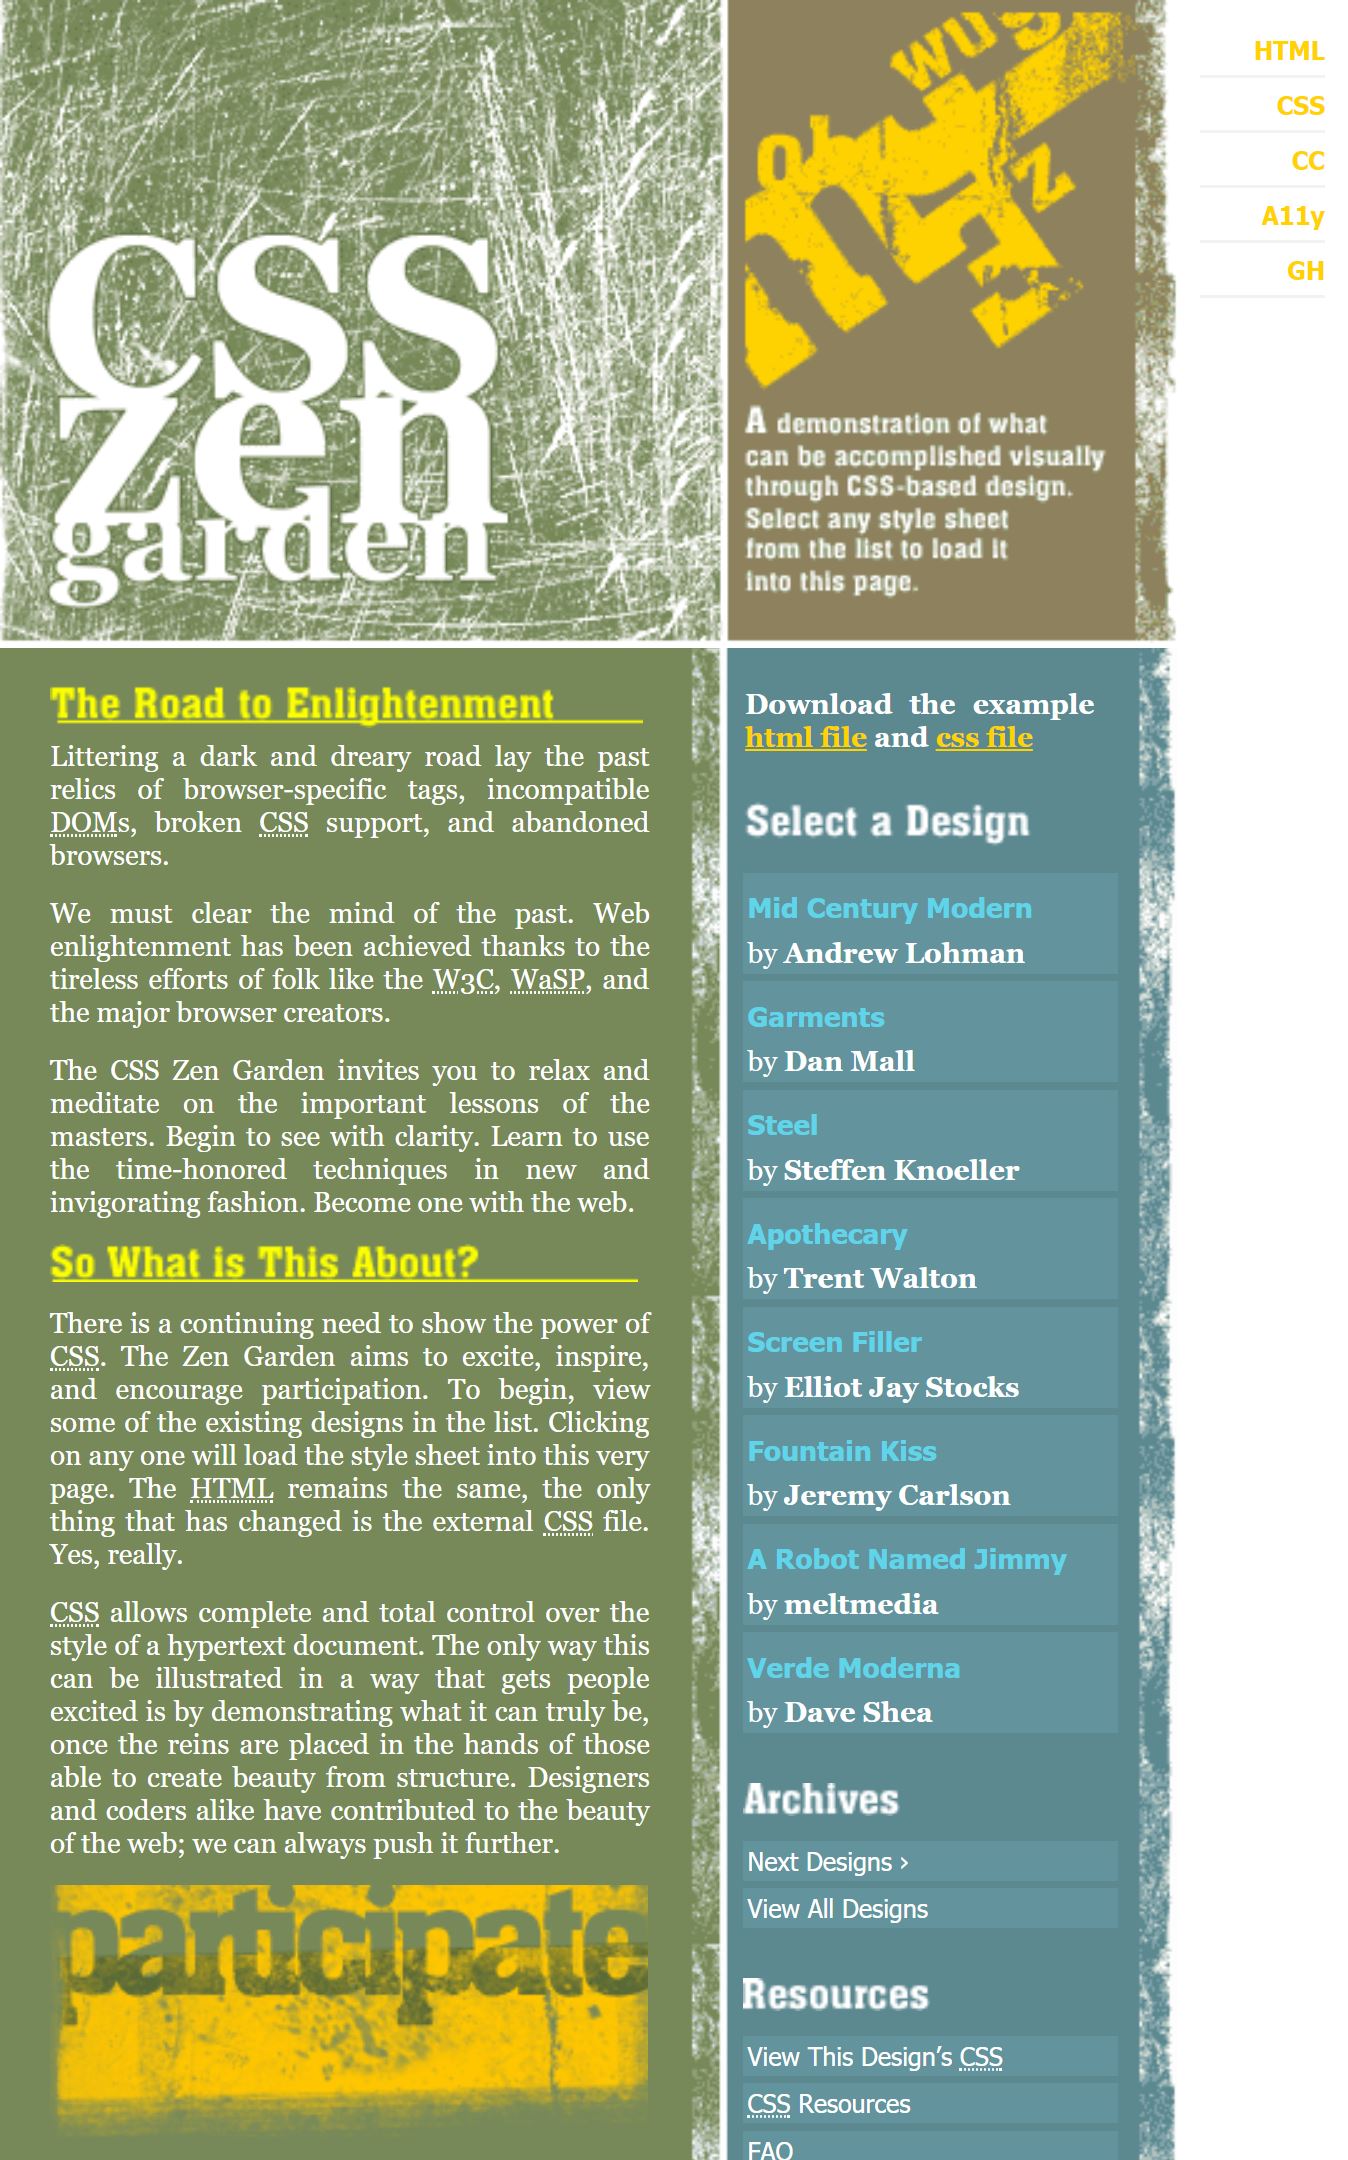 css
zen
garden
wug
ob
z
A demonstration of what
can be accomplished visually
through CSS-based design.
Select any style sheet
from the list to load it
into this page.
HTML
CSS
CC
A11y
GH
The Road to Enlightenment
Littering a dark and dreary road lay the past
relics of browser-specific tags, incompatible
DOMs, broken CSS support, and abandoned
browsers.
We must clear the mind of the past. Web
enlightenment has been achieved thanks to the
tireless efforts of folk like the W3C, WaSP, and
the major browser creators.
The CSS Zen Garden invites you to relax and
meditate on the important lessons of the
masters. Begin to see with clarity. Learn to use
the time-honored techniques in new and
invigorating fashion. Become one with the web.
So What is This About?
There is a continuing need to show the power of
CSS. The Zen Garden aims to excite, inspire,
and encourage participation. To begin, view
some of the existing designs in the list. Clicking
on any one will load the style sheet into this very
page. The HTML remains the same, the only
thing that has changed is the external CSS file.
Yes, really.
CSS allows complete and total control over the
style of a hypertext document. The only way this
can be illustrated in a way that gets people
excited is by demonstrating what it can truly be,
once the reins are placed in the hands of those
able to create beauty from structure. Designers
and coders alike have contributed to the beauty
of the web; we can always push it further.
participate
Download the example
html file and css file
Select a Design
Mid Century Modern
by Andrew Lohman
Garments
by Dan Mall
Steel
by Steffen Knoeller
Apothecary
by Trent Walton
Screen Filler
by Elliot Jay Stocks
Fountain Kiss
by Jeremy Carlson
A Robot Named Jimmy
by meltmedia
Verde Moderna
by Dave Shea
Archives
Next Designs ›
View All Designs
Resources
View This Design’s CSS
CSS Resources
FAQ